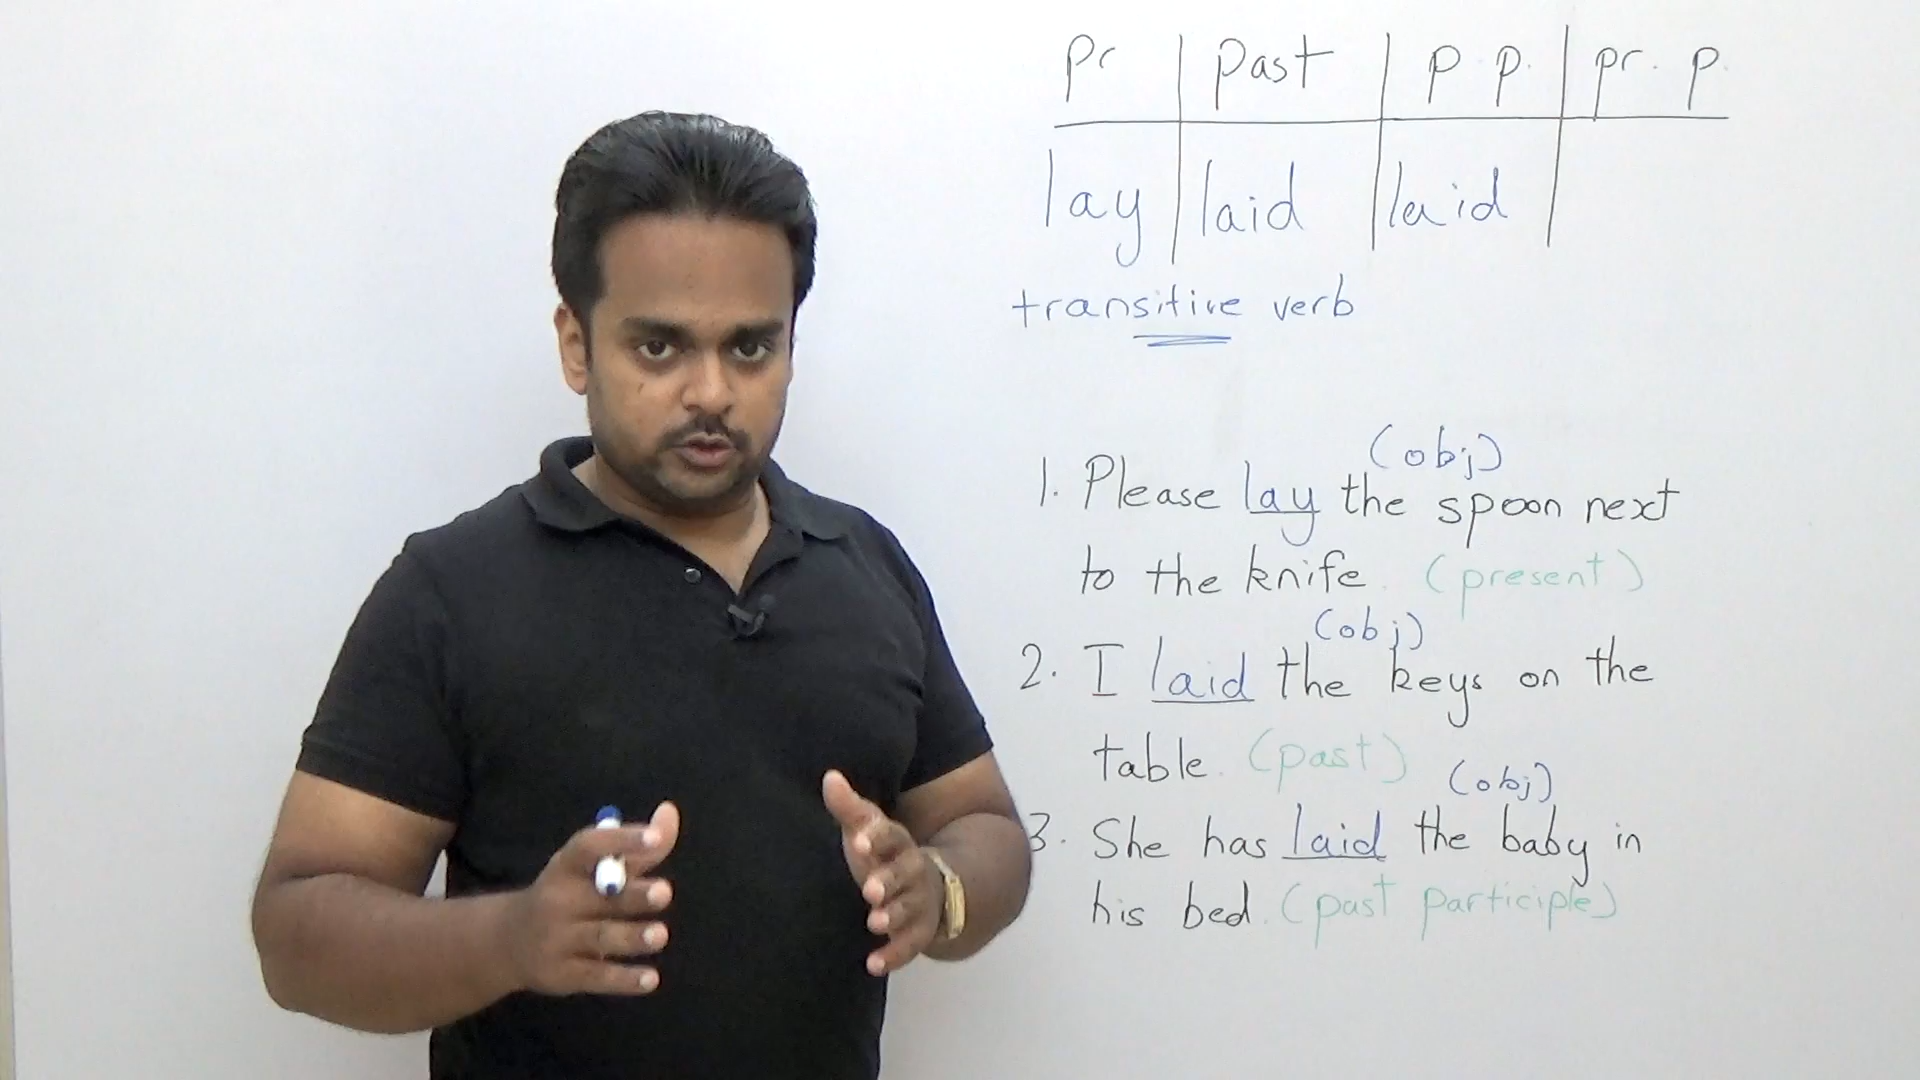 pr past p. p. pr. p.
lay laid laid
transitive verb
(obj)
1. Please lay the spoon next
to the knife. (present)
(obj)
2. I laid the keys on the
table. (past)
(obj)
3. She has laid the baby in
his bed. (past participle)